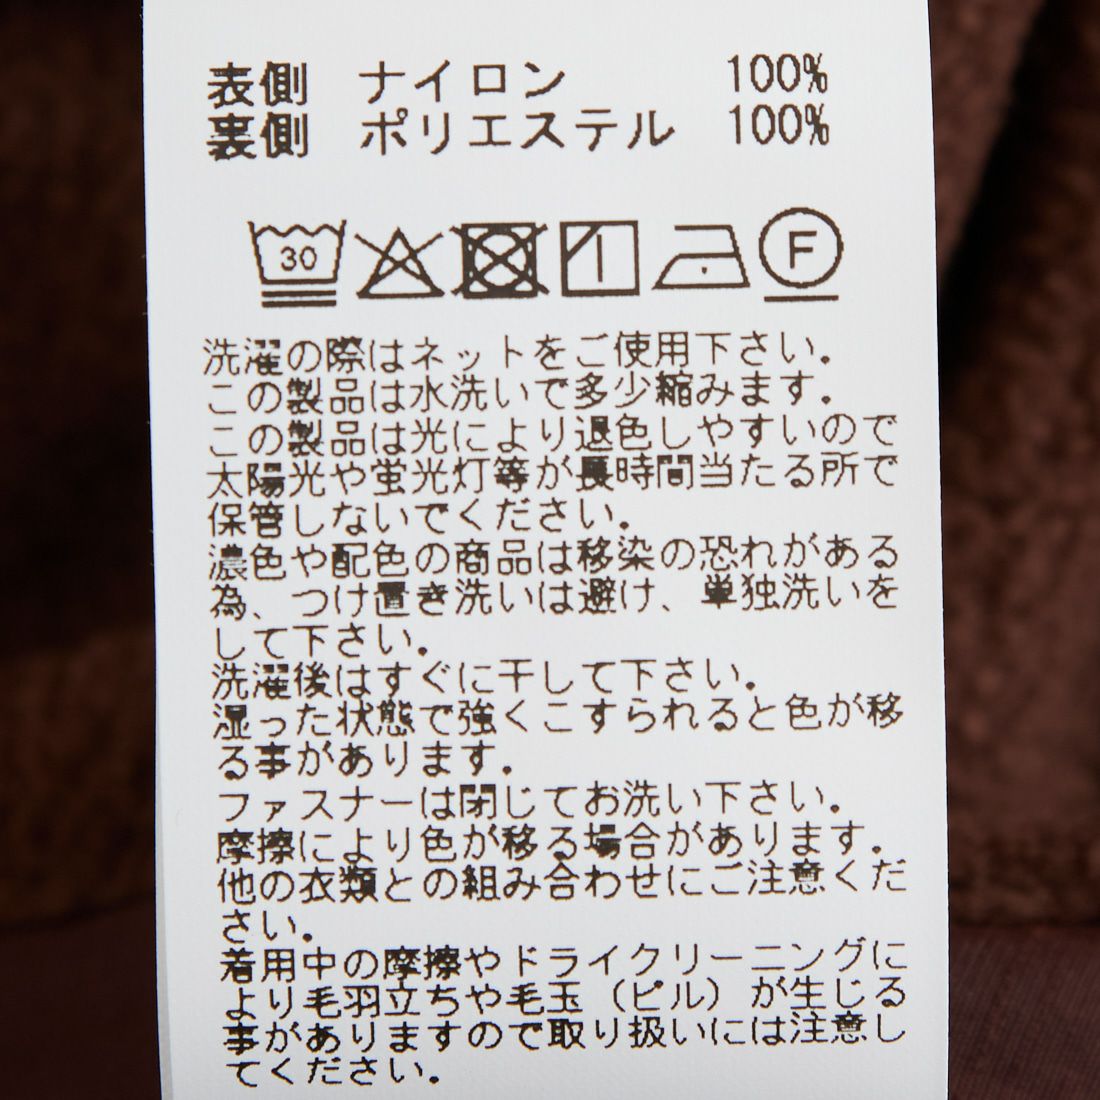 表側 ナイロン 100%
裏側 ポリエステル 100%
30 F
洗濯の際はネットをご使用下さい。
この製品は水洗いで多少縮みます。
この製品は光により退色しやすいので
太陽光や蛍光灯等が長時間当たる所で
保管しないでください。
濃色や配色の商品は移染の恐れがある
為、つけ置き洗いは避け、単独洗いを
して下さい。
洗濯後はすぐに干して下さい。
湿った状態で強くこすられると色が移
る事があります。
ファスナーは閉じてお洗い下さい。
摩擦により色が移る場合があります。
他の衣類との組み合わせにご注意くだ
さい。
着用中の摩擦やドライクリーニングに
より毛羽立ちや毛玉（ピル）が生じる
事がありますので取り扱いには注意し
てください。